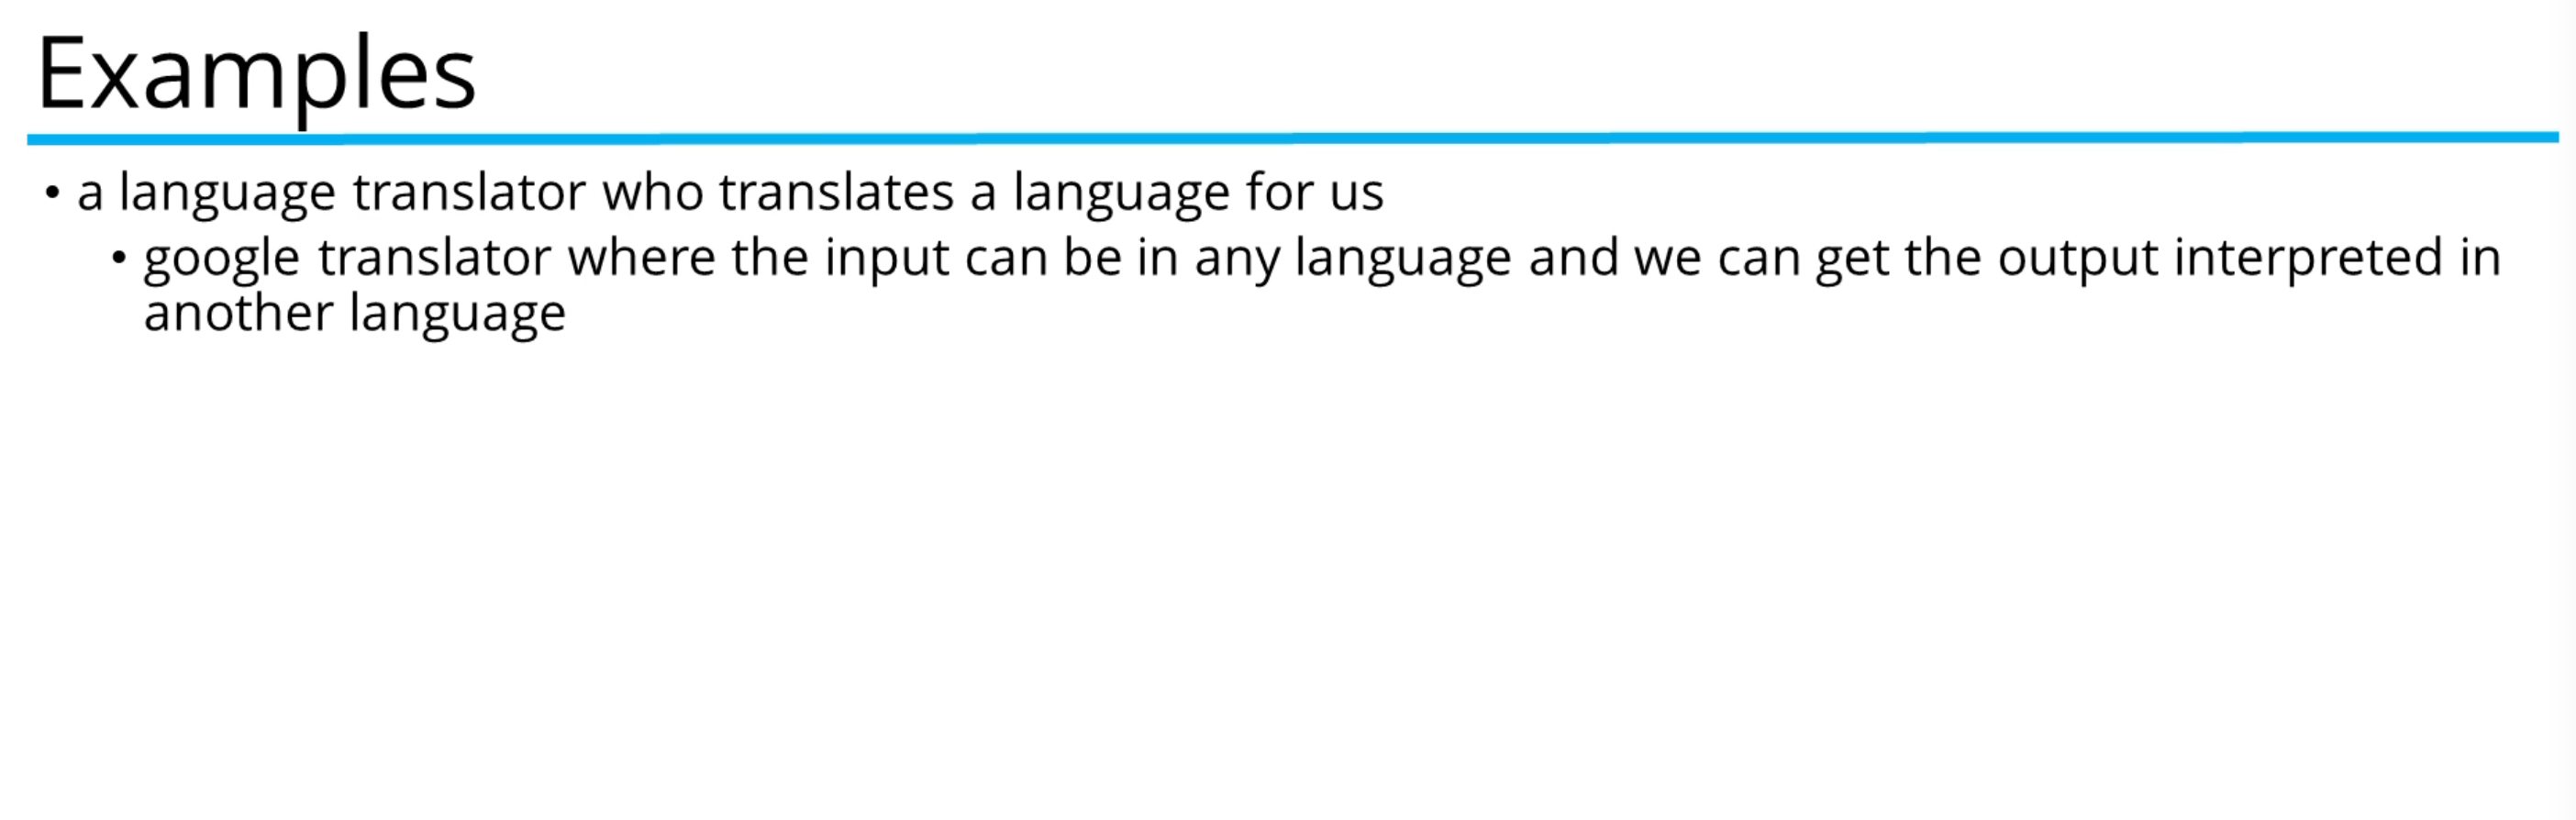 Examples
• a language translator who translates a language for us
• google translator where the input can be in any language and we can get the output interpreted in
another language